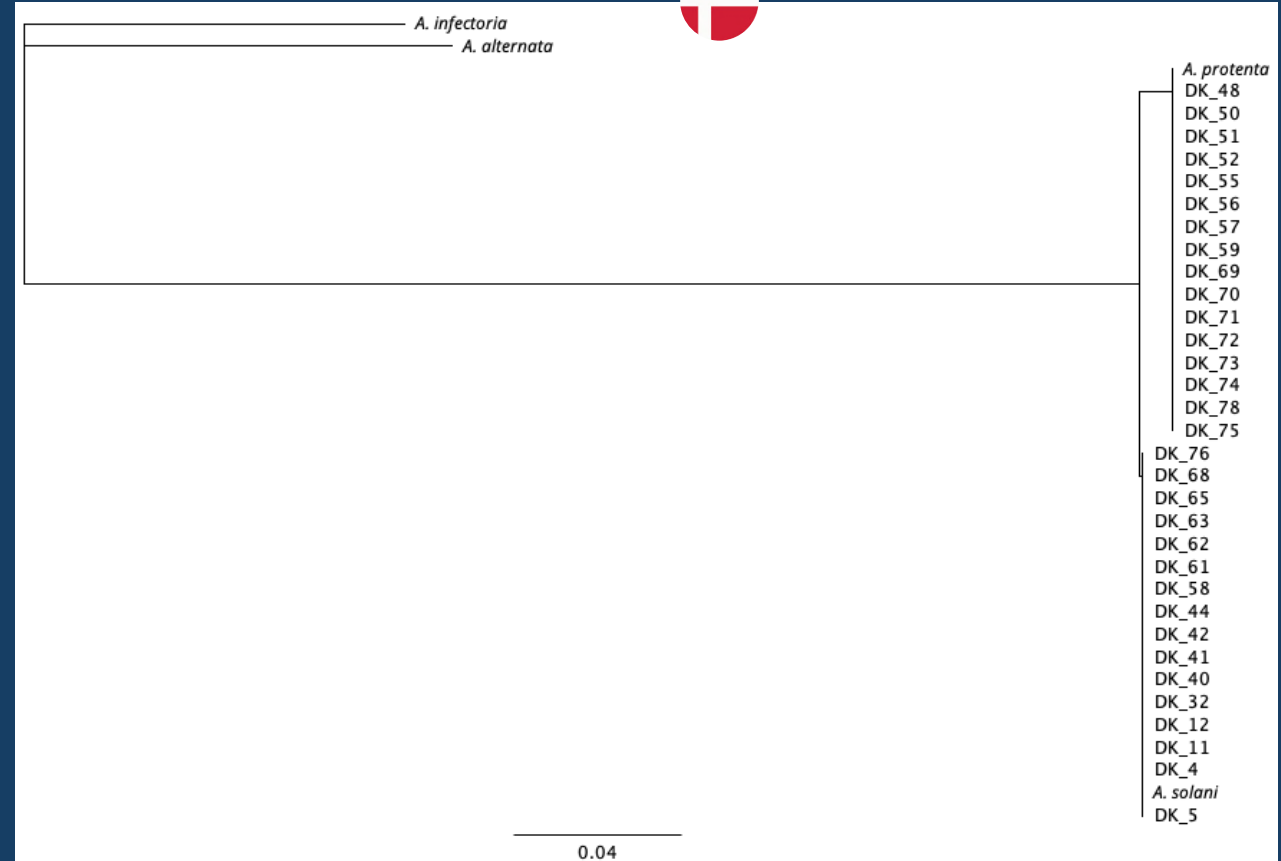 A. infectoria
A. alternata
A. protenta
DK_48
DK_50
DK_51
DK_52
DK_55
DK_56
DK_57
DK_59
DK_69
DK_70
DK_71
DK_72
DK_73
DK_74
DK_78
DK_75
DK_76
DK_68
DK_65
DK_63
DK_62
DK_61
DK_58
DK_44
DK_42
DK_41
DK_40
DK_32
DK_12
DK_11
DK_4
A. solani
DK_5
0.04